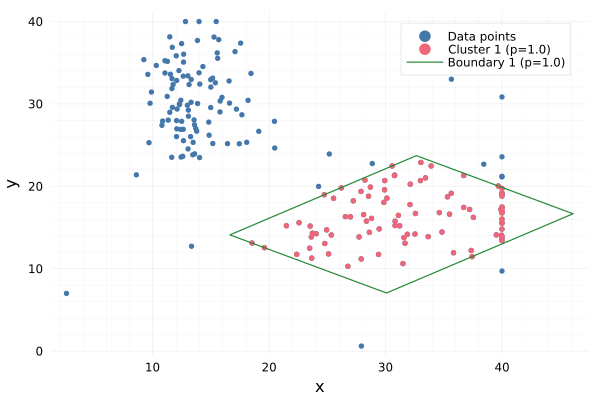 40
30
20
10
0
y
Data points
Cluster 1 (p=1.0)
Boundary 1 (p=1.0)
10 20 30 40
x